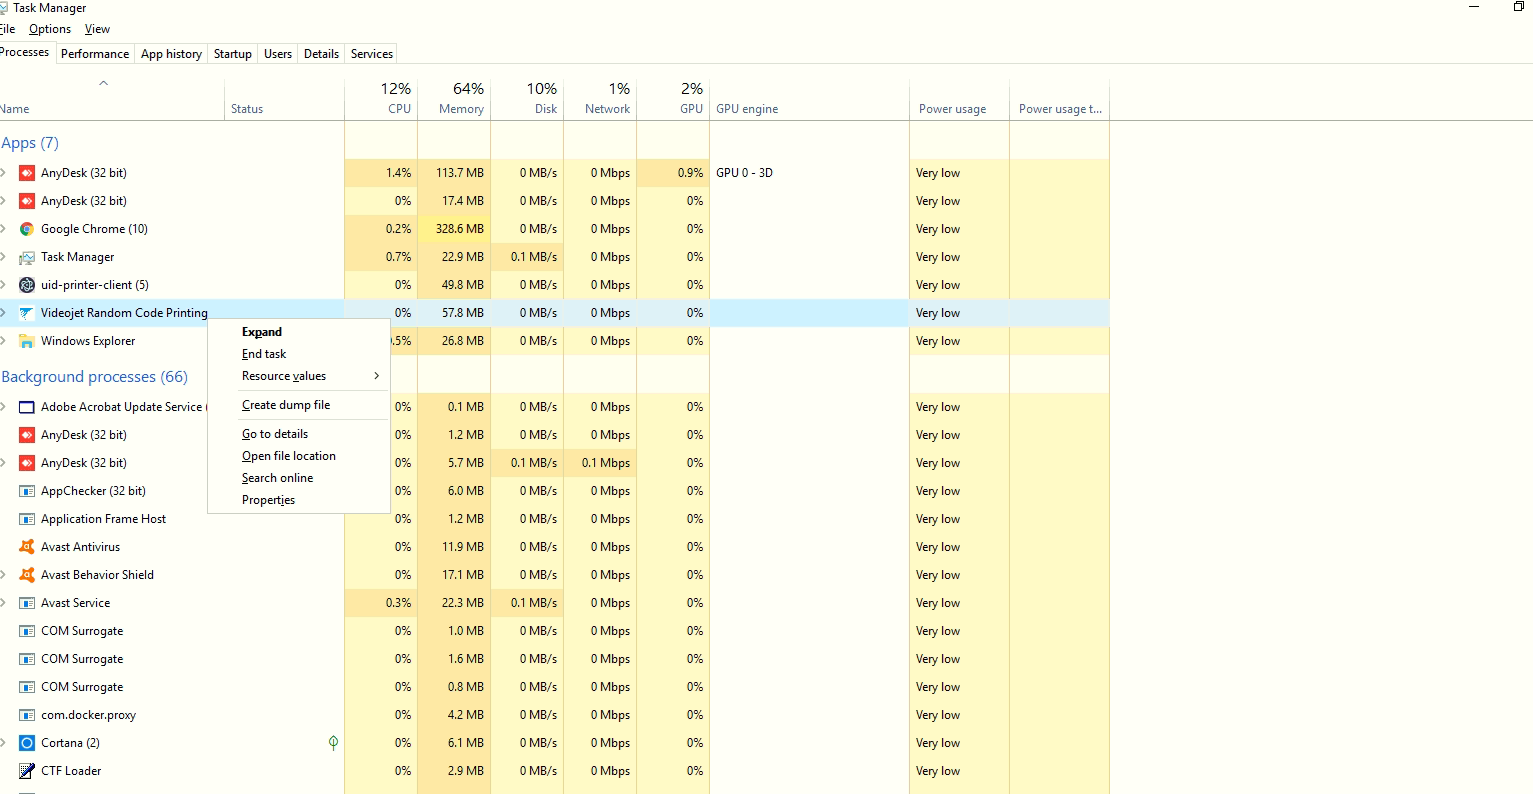 Task Manager
File Options View
Processes Performance App history Startup Users Details Services
12% 64% 10% 1% 2%
Name Status CPU Memory Disk Network GPU GPU engine Power usage Power usage t...
Apps (7)
AnyDesk (32 bit) 1.4% 113.7 MB 0 MB/s 0 Mbps 0.9% GPU 0 - 3D Very low
AnyDesk (32 bit) 0% 17.4 MB 0 MB/s 0 Mbps 0% Very low
Google Chrome (10) 0.2% 328.6 MB 0 MB/s 0 Mbps 0% Very low
Task Manager 0.7% 22.9 MB 0.1 MB/s 0 Mbps 0% Very low
uid-printer-client (5) 0% 49.8 MB 0 MB/s 0 Mbps 0% Very low
Videojet Random Code Printing 0% 57.8 MB 0 MB/s 0 Mbps 0% Very low
Windows Explorer .5% 26.8 MB 0 MB/s 0 Mbps 0% Very low
Expand
End task
Resource values
Create dump file
Go to details
Open file location
Search online
Properties
Background processes (66)
Adobe Acrobat Update Service ( 0% 0.1 MB 0 MB/s 0 Mbps 0% Very low
AnyDesk (32 bit) 0% 1.2 MB 0 MB/s 0 Mbps 0% Very low
AnyDesk (32 bit) 0% 5.7 MB 0.1 MB/s 0.1 Mbps 0% Very low
AppChecker (32 bit) 0% 6.0 MB 0 MB/s 0 Mbps 0% Very low
Application Frame Host 0% 1.2 MB 0 MB/s 0 Mbps 0% Very low
Avast Antivirus 0% 11.9 MB 0 MB/s 0 Mbps 0% Very low
Avast Behavior Shield 0% 17.1 MB 0 MB/s 0 Mbps 0% Very low
Avast Service 0.3% 22.3 MB 0.1 MB/s 0 Mbps 0% Very low
COM Surrogate 0% 1.0 MB 0 MB/s 0 Mbps 0% Very low
COM Surrogate 0% 1.6 MB 0 MB/s 0 Mbps 0% Very low
COM Surrogate 0% 0.8 MB 0 MB/s 0 Mbps 0% Very low
com.docker.proxy 0% 4.2 MB 0 MB/s 0 Mbps 0% Very low
Cortana (2) 0% 6.1 MB 0 MB/s 0 Mbps 0% Very low
CTF Loader 0% 2.9 MB 0 MB/s 0 Mbps 0% Very low